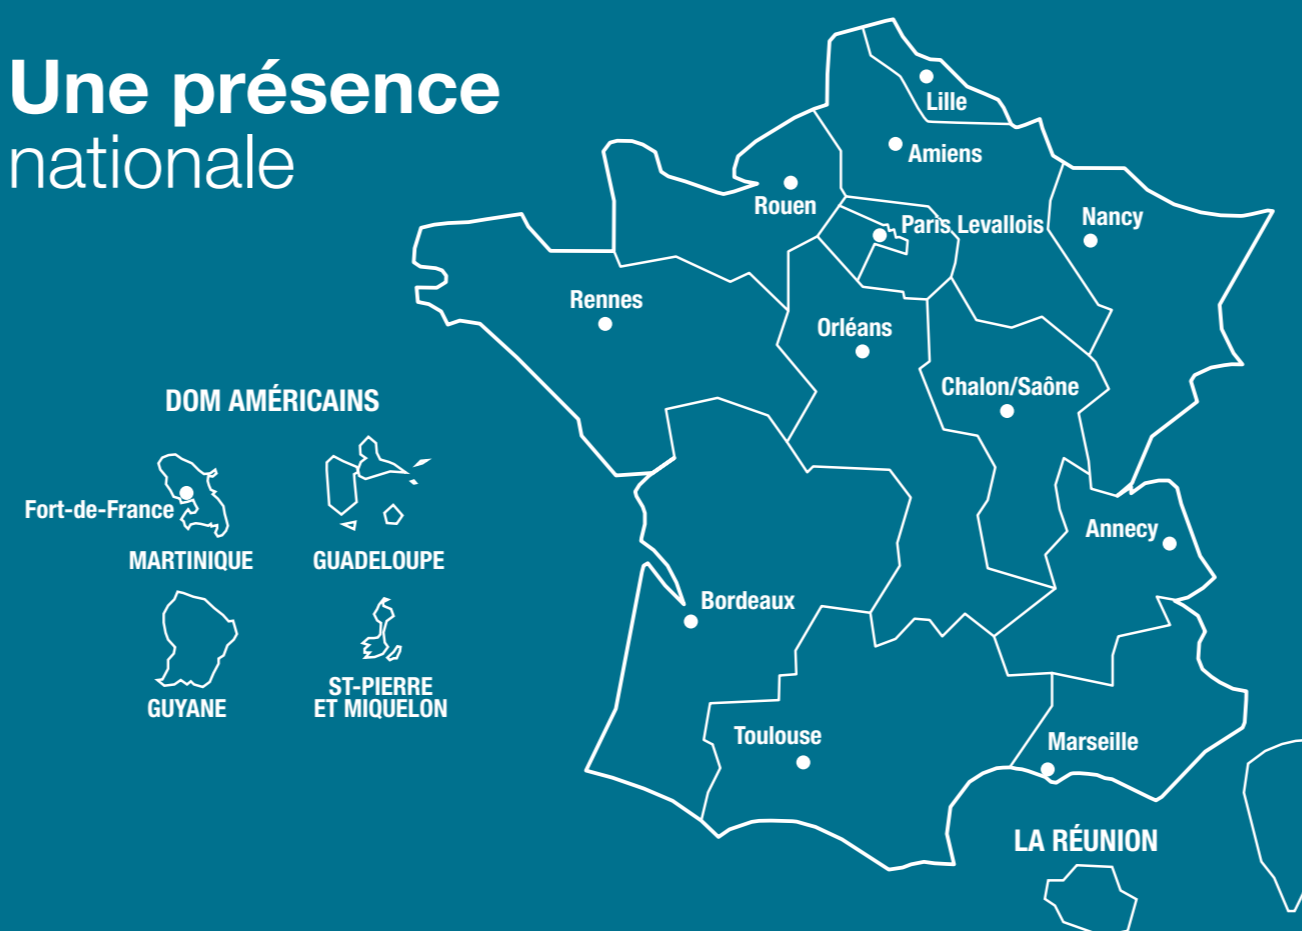 Une présence
nationale
Lille
Amiens
Rouen
Paris Levallois
Nancy
Rennes
Orléans
Chalon/Saône
DOM AMÉRICAINS
Fort-de-France
MARTINIQUE
GUADELOUPE
Annecy
Bordeaux
GUYANE
ST-PIERRE
ET MIQUELON
Toulouse
Marseille
LA RÉUNION